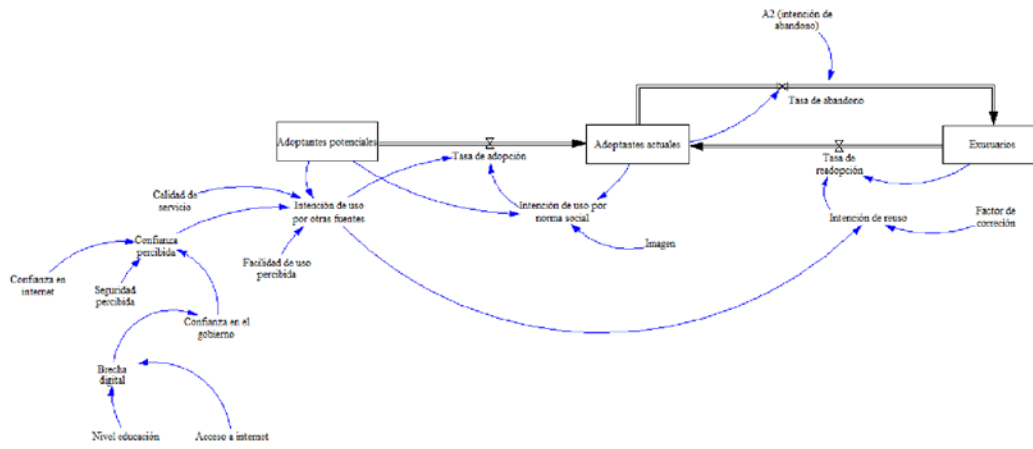 A2 (intención de
abandono)
Tasa de abandono
Adoptantes potenciales
Tasa de adopción
Adoptantes actuales
Exusuarios
Tasa de
readopción
Calidad de
servicio
Intención de uso
por otras fuentes
Intención de uso por
norma social
Intención de reuso
Factor de
correción
Confianza
percibida
Imagen
Facilidad de uso
percibida
Confianza en
internet
Seguridad
percibida
Confianza en el
gobierno
Brecha
digital
Nivel educación
Acceso a internet